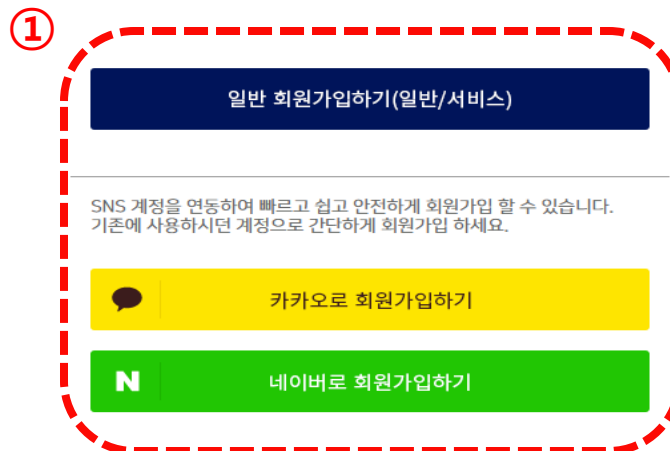 ①
일반 회원가입하기(일반/서비스)
SNS 계정을 연동하여 빠르고 쉽고 안전하게 회원가입 할 수 있습니다.
기존에 사용하시던 계정으로 간단하게 회원가입 하세요.
카카오로 회원가입하기
N 네이버로 회원가입하기